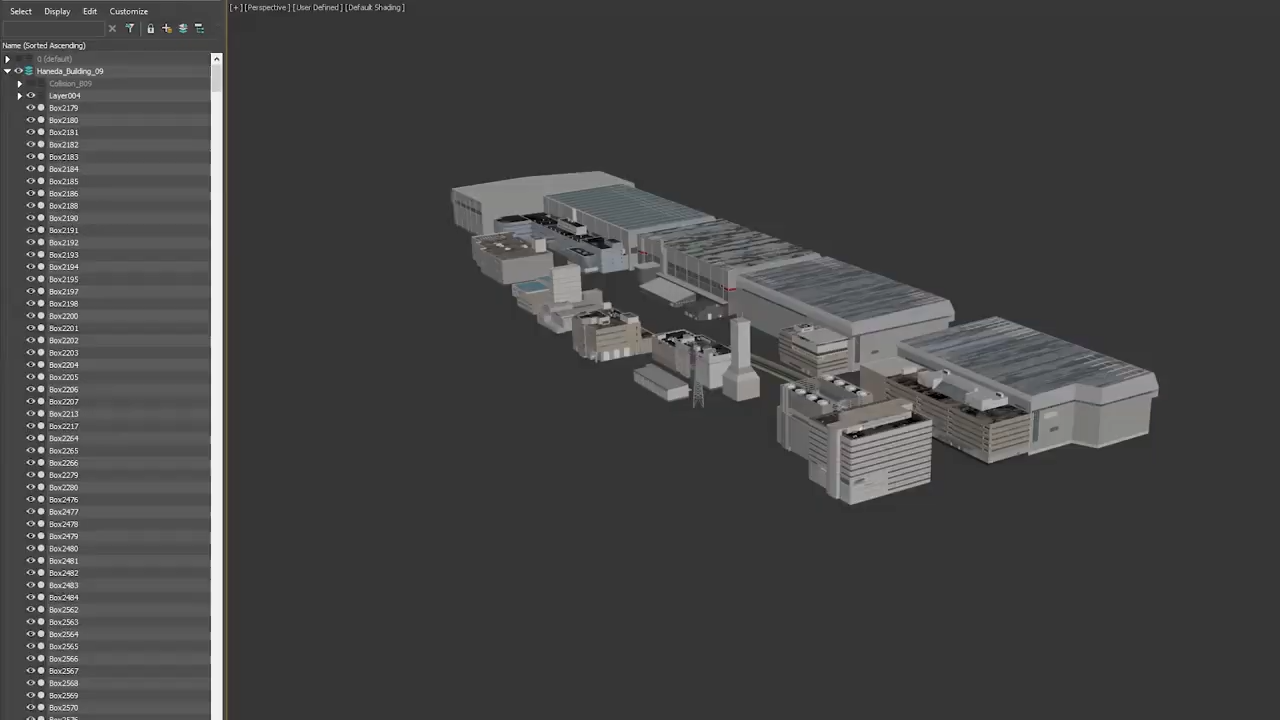 Select Display Edit Customize
[+] [Perspective] [User Defined] [Default Shading]
Name (Sorted Ascending)
0 (default)
Haneda_Building_09
Collision_B09
Layer004
Box2179
Box2180
Box2181
Box2182
Box2183
Box2184
Box2185
Box2186
Box2188
Box2190
Box2191
Box2192
Box2193
Box2194
Box2195
Box2197
Box2198
Box2200
Box2201
Box2202
Box2203
Box2204
Box2205
Box2206
Box2207
Box2213
Box2217
Box2264
Box2265
Box2266
Box2279
Box2280
Box2476
Box2477
Box2478
Box2479
Box2480
Box2481
Box2482
Box2483
Box2484
Box2562
Box2563
Box2564
Box2565
Box2566
Box2567
Box2568
Box2569
Box2570